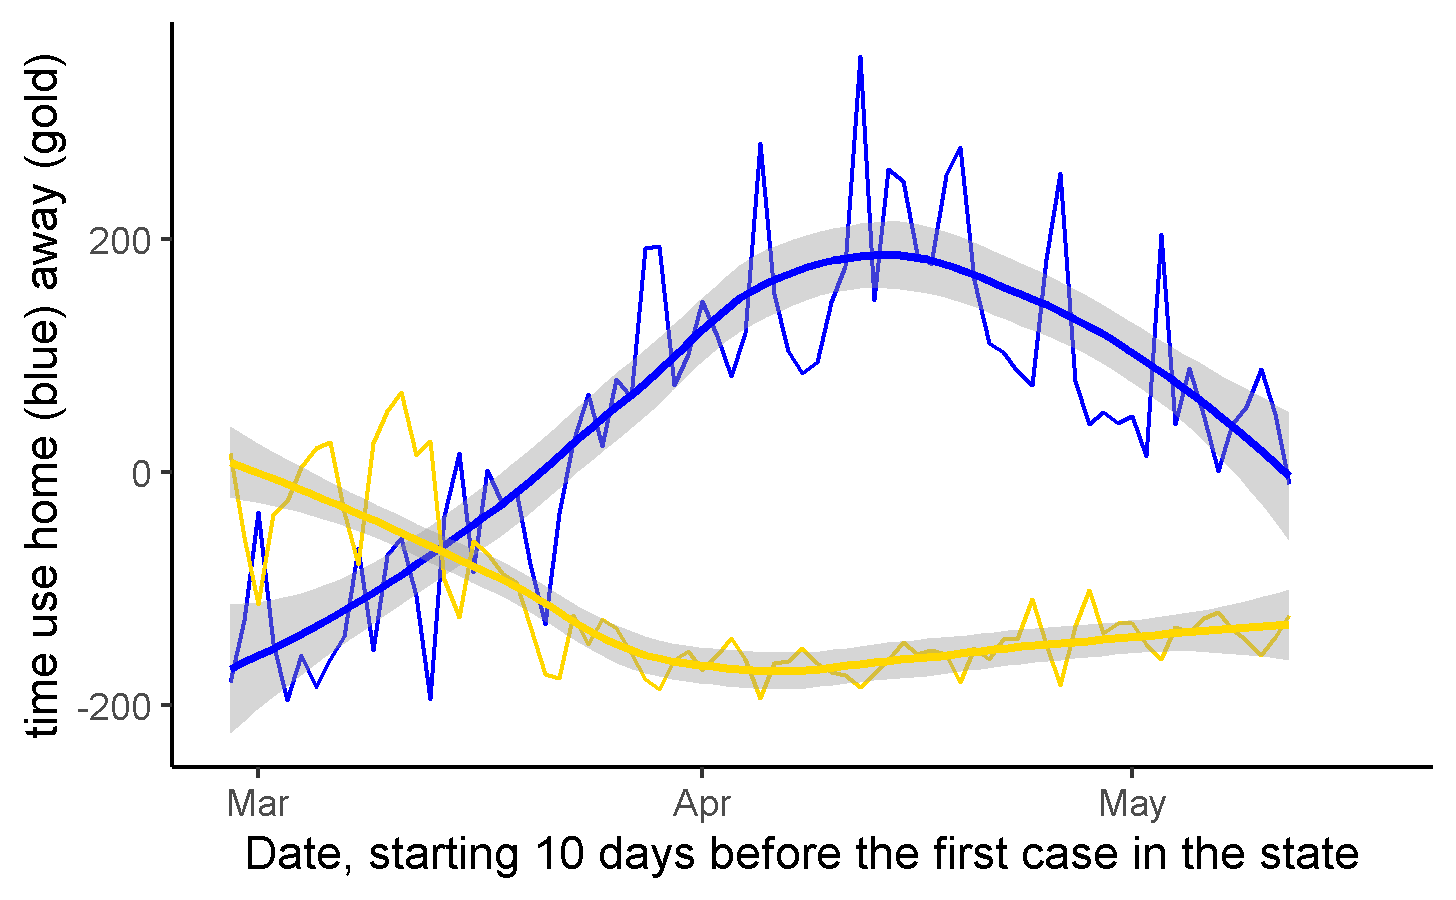 time use home (blue) away (gold)
200
0
-200
Mar Apr May
Date, starting 10 days before the first case in the state